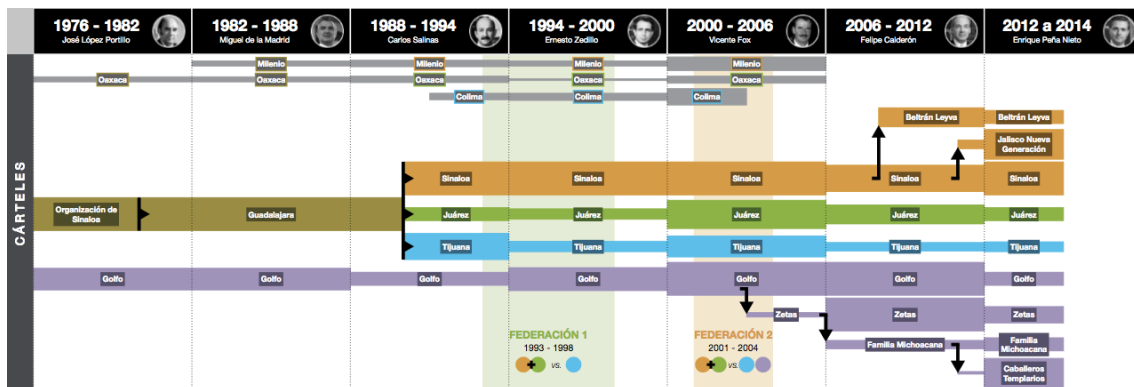 1976 - 1982
José López Portillo
1982 - 1988
Miguel de la Madrid
1988 - 1994
Carlos Salinas
1994 - 2000
Ernesto Zedillo
2000 - 2006
Vicente Fox
2006 - 2012
Felipe Calderón
2012 a 2014
Enrique Peña Nieto
CÁRTELES
Milenio Milenio Milenio Milenio
Oaxaca Oaxaca Oaxaca Oaxaca Oaxaca
Colima Colima Colima
Beltrán Leyva Beltrán Leyva
Jalisco Nueva
Generación
Sinaloa Sinaloa Sinaloa Sinaloa Sinaloa
Organización de
Sinaloa
Guadalajara
Juárez Juárez Juárez Juárez Juárez
Tijuana Tijuana Tijuana Tijuana Tijuana
Golfo Golfo Golfo Golfo Golfo Golfo Golfo
Zetas Zetas Zetas
FEDERACIÓN 1
1993 - 1998
+ vs.
FEDERACIÓN 2
2001 - 2004
+ vs.
Familia Michoacana
Familia
Michoacana
Caballeros
Templarios